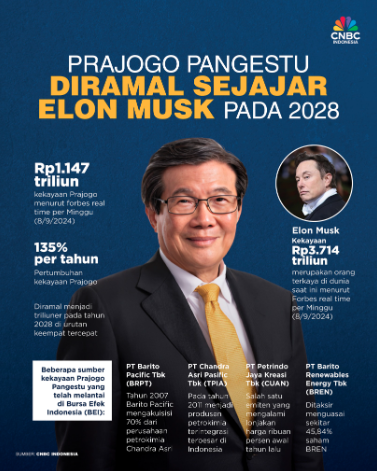 CNBC
INDONESIA
PRAJOGO PANGESTU
DIRAMAL SEJAJAR
ELON MUSK PADA 2028
Rp1.147
triliun
kekayaan Prajogo
menurut forbes real
time per Minggu
(8/9/2024)
135%
per tahun
Pertumbuhan
kekayaan Prajogo
Diramal menjadi
triliuner pada tahun
2028 di urutan
keempat tercepat
Elon Musk
Kekayaan
Rp3.714
triliun
merupakan orang
terkaya di dunia
saat ini menurut
Forbes real time
per Minggu
(8/9/2024)
Beberapa sumber
kekayaan Prajogo
Pangestu yang
telah melantai
di Bursa Efek
Indonesia (BEI):
PT Barito
Pacific Tbk
(BRPT)
Tahun 2007
Barito Pacific
mengakuisisi
70% dari
perusahaan
petrokimia
Chandra Asri
PT Chandra
Asri Pasific
Tbk (TPIA)
Pada tahun
2011 menjadi
produsan
petrokimia
terintegrasi
terbesar di
Indonesia
PT Petrindo
Jaya Kreasi
Tbk (CUAN)
Salah satu
emiten yang
mengalami
lonjakan
harga ribuan
persen awal
tahun lalu
PT Barito
Renewables
Energy Tbk
(BREN)
Ditaksir
menguasai
sekitar
45,84%
saham
BREN
SUMBER: CNBC INDONESIA